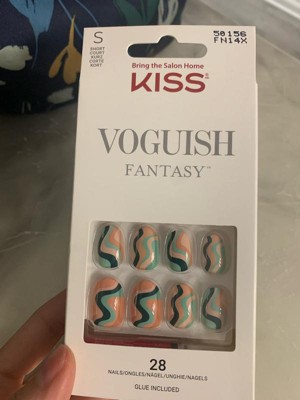 S
SHORT
COURT
KURZ
CORTE
KORT
50156
FN14X
Bring the Salon Home
KISS
VOGUISH
FANTASY™
28
NAILS/ONGLES/NÄGEL/UNGHIE/NAGELS
GLUE INCLUDED